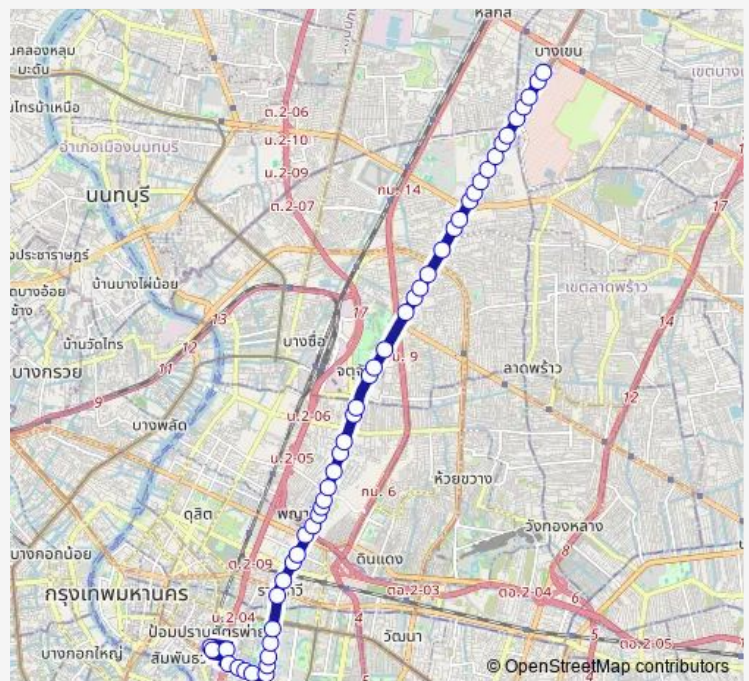 หลักสี่
บางเขน
นคลองหลุม
มะดัน
เขตบางเ
นไทรม้าเหนือ
ต.2-06
อำเภอเมืองนนทบุรี
น.2-10
น.2-09
กม. 14
นนทบุรี
ต.2-07
17
งประชาราษฎร์
บ้านบางไผ่น้อย
เขตลาดพร้าว
ดบางอ้อย
ช้าง
13
17
14
บ้านวัดไทร
12
บางซื่อ
น. 9
บางกรวย
11
จตุจั
ลาดพร้าว
9
12
น.2-06
บางพลัด
น.2-05
กม. 6
ห้วยขวาง
ดุสิต
พญา
วังทองหลาง
บางกอกน้อย
ดินแดง
8
ต.2-09
กรุงเทพมหานคร
ราชเทวี
ตอ.2-03
ตอ.2-04
6
น.2-04
4
5
ป้อมปราบศัตรูพ่าย
วัฒนา
ตอ.2-05
บางกอกใหญ่
สัมพันธว
© OpenStreetMap contributors